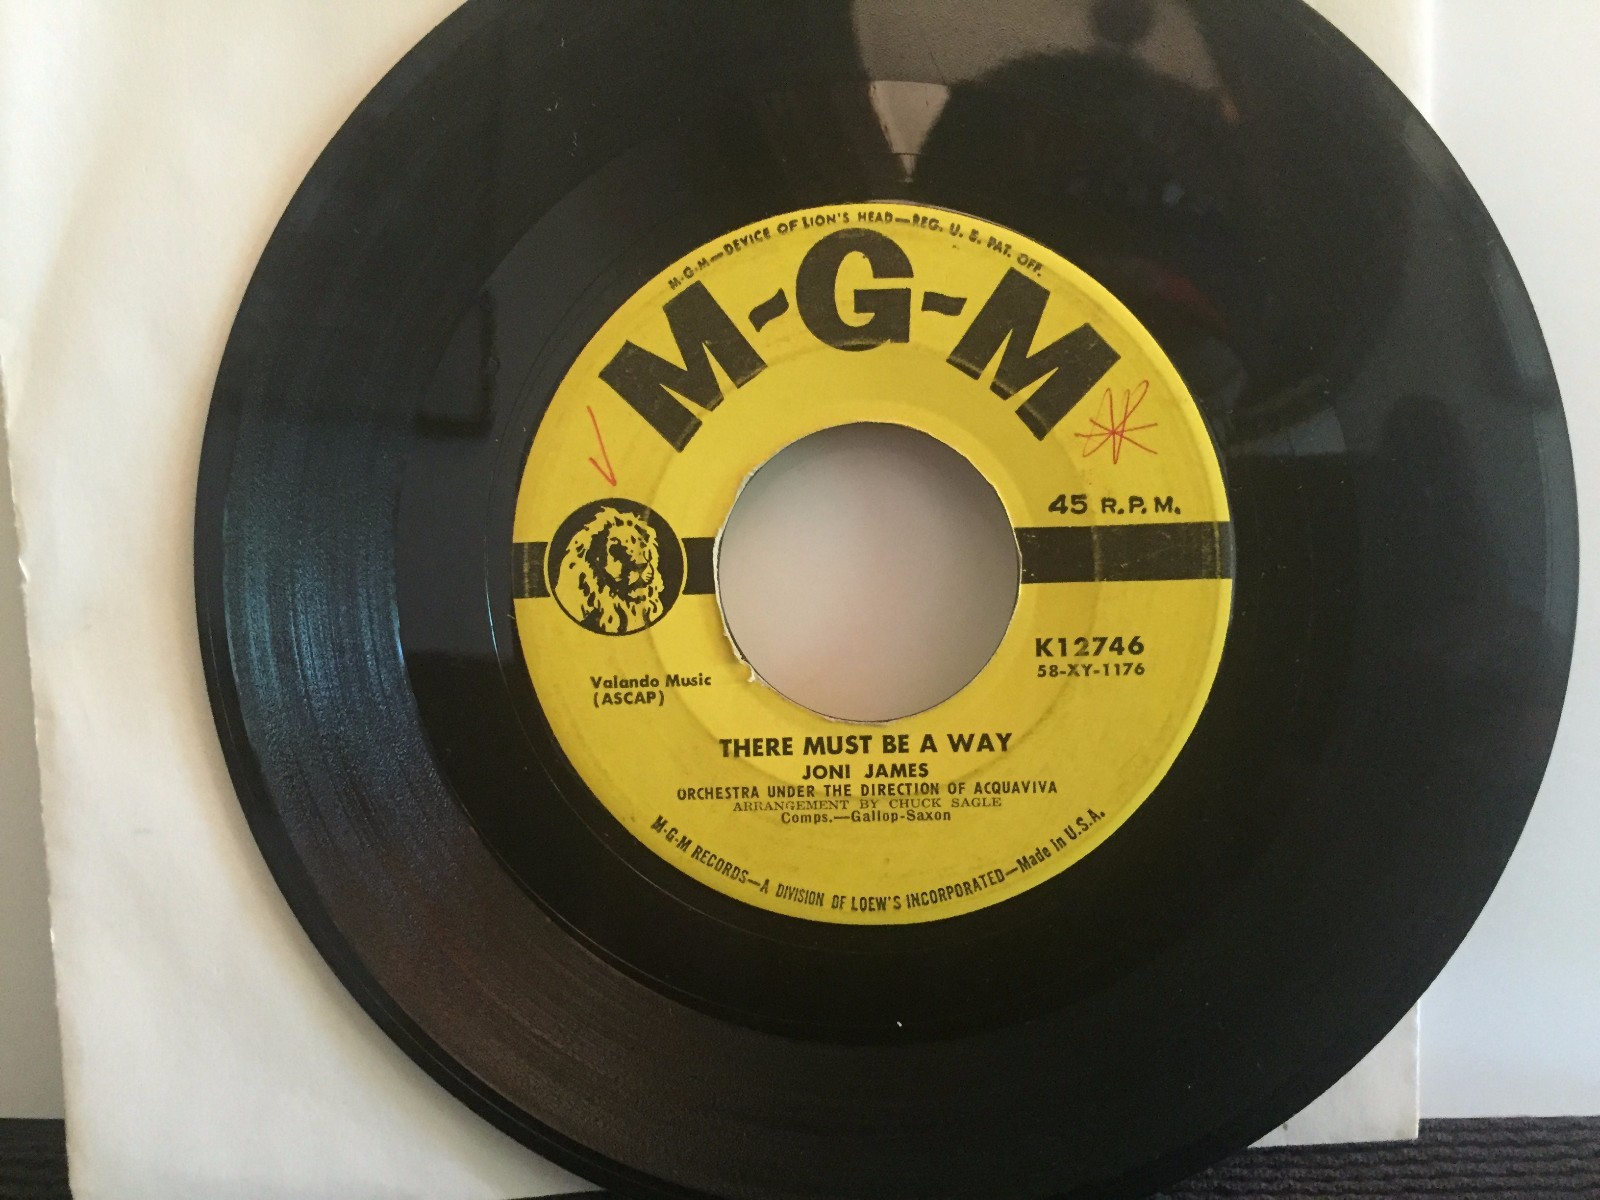 M-G-M—DEVICE OF LION'S HEAD—REG. U. S. PAT. OFF.
M-G-M
45 R.P.M.
K12746
58-XY-1176
Valando Music
(ASCAP)
THERE MUST BE A WAY
JONI JAMES
ORCHESTRA UNDER THE DIRECTION OF ACQUAVIVA
ARRANGEMENT BY CHUCK SAGLE
Comps.—Gallop-Saxon
M-G-M RECORDS—A DIVISION OF LOEW'S INCORPORATED—Made in U.S.A.